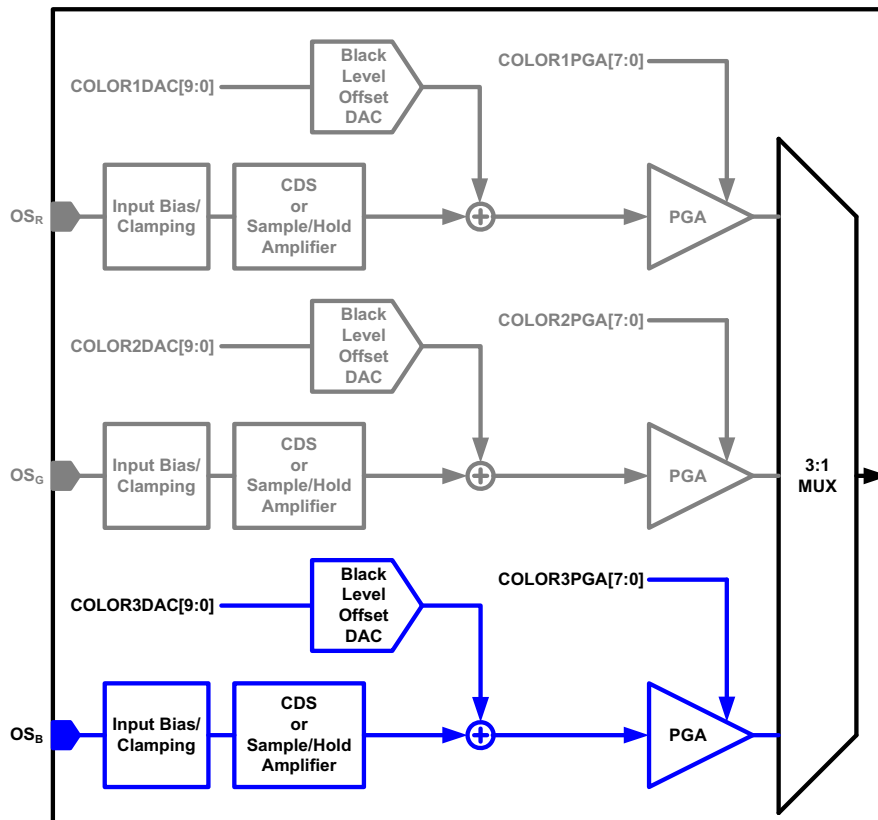 COLOR1DAC[9:0]
Black
Level
Offset
DAC
COLOR1PGA[7:0]
OSR
Input Bias/
Clamping
CDS
or
Sample/Hold
Amplifier
PGA
COLOR2DAC[9:0]
Black
Level
Offset
DAC
COLOR2PGA[7:0]
OSG
Input Bias/
Clamping
CDS
or
Sample/Hold
Amplifier
PGA
3:1
MUX
COLOR3DAC[9:0]
Black
Level
Offset
DAC
COLOR3PGA[7:0]
OSB
Input Bias/
Clamping
CDS
or
Sample/Hold
Amplifier
PGA